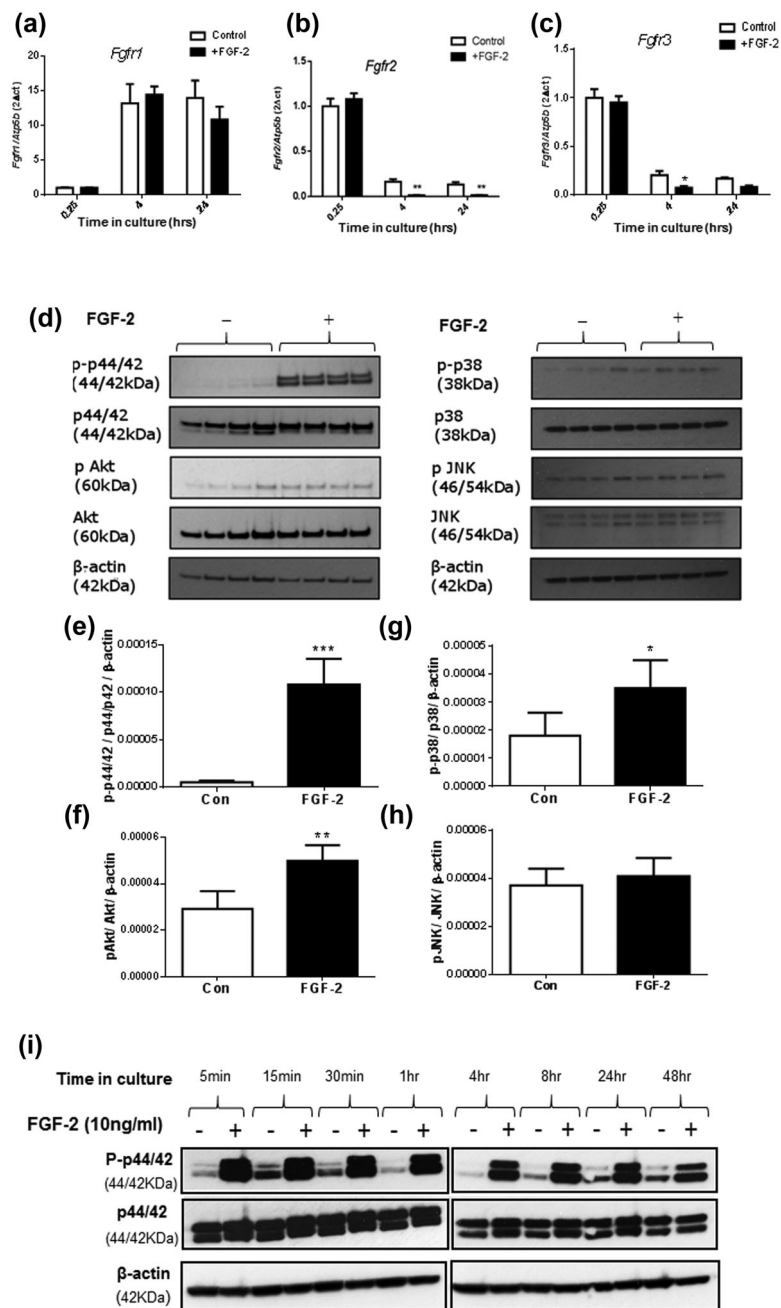 (a)
Control
+FGF-2
Fgfr1
Fgfr1/Atp5b (2Δct)
20
15
10
5
0
0.25
4
24
Time in culture (hrs)
(b)
Control
+FGF-2
Fgfr2
Fgfr2/Atp5b (2Δct)
1.5
1.0
0.5
0.0
**
**
0.25
4
24
Time in culture (hrs)
(c)
Control
+FGF-2
Fgfr3
Fgfr3/Atp5b (2Δct)
1.5
1.0
0.5
0.0
*
0.25
4
24
Time in culture (hrs)
(d)
FGF-2 − +
p-p44/42
(44/42kDa)
p44/42
(44/42kDa)
p Akt
(60kDa)
Akt
(60kDa)
β-actin
(42kDa)
FGF-2 − +
p-p38
(38kDa)
p38
(38kDa)
p JNK
(46/54kDa)
JNK
(46/54kDa)
β-actin
(42kDa)
(e)
p-p44/42 / p44/p42 / β-actin
0.00015
0.00010
0.00005
0.00000
***
Con FGF-2
(g)
p-p38/ p38/ β-actin
0.00005
0.00004
0.00003
0.00002
0.00001
0.00000
*
Con FGF-2
(f)
pAkt/ Akt/ β-actin
0.00006
0.00004
0.00002
0.00000
**
Con FGF-2
(h)
pJNK/ JNK/ β-actin
0.00006
0.00004
0.00002
0.00000
Con FGF-2
(i)
Time in culture 5min 15min 30min 1hr 4hr 8hr 24hr 48hr
FGF-2 (10ng/ml) - + - + - + - + - + - + - + - +
P-p44/42
(44/42KDa)
p44/42
(44/42KDa)
β-actin
(42KDa)